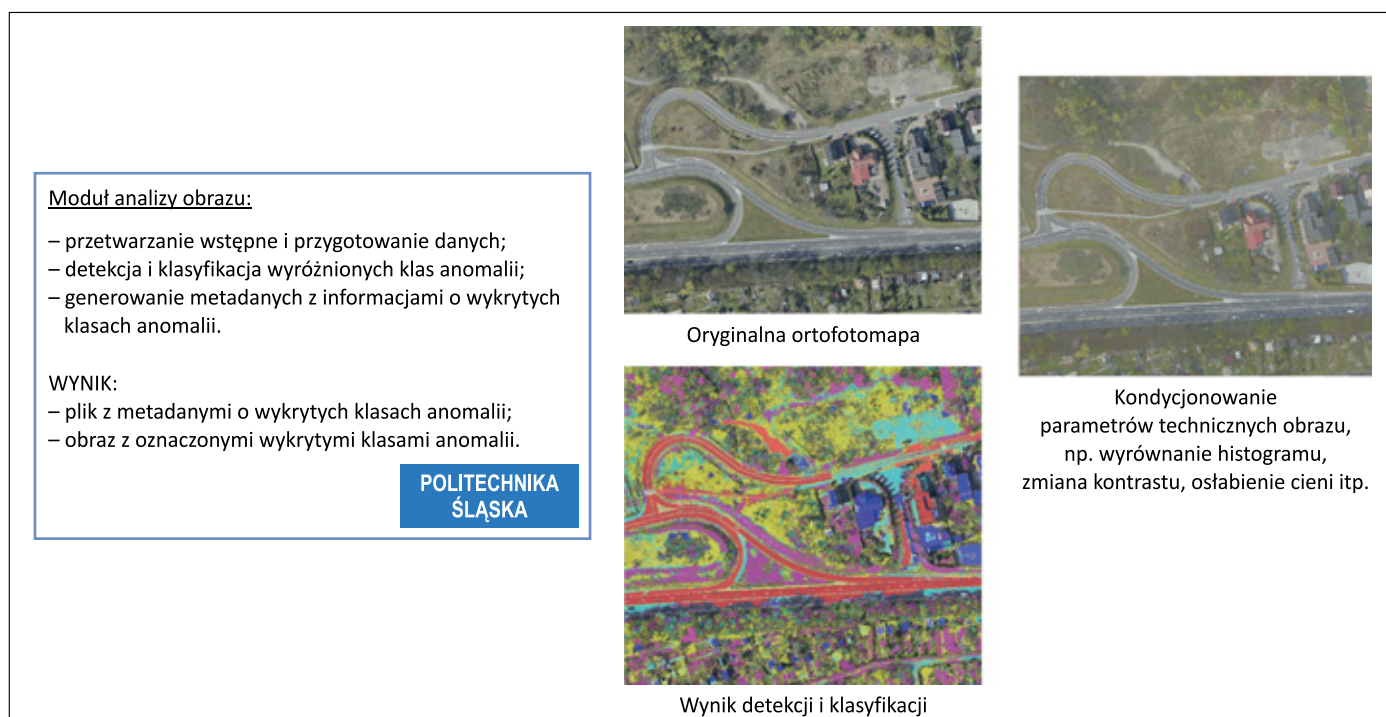 Moduł analizy obrazu:
– przetwarzanie wstępne i przygotowanie danych;
– detekcja i klasyfikacja wyróżnionych klas anomalii;
– generowanie metadanych z informacjami o wykrytych
klasach anomalii.
WYNIK:
– plik z metadanymi o wykrytych klasach anomalii;
– obraz z oznaczonymi wykrytymi klasami anomalii.
POLITECHNIKA
ŚLĄSKA
Oryginalna ortofotomapa
Wynik detekcji i klasyfikacji
Kondycjonowanie
parametrów technicznych obrazu,
np. wyrównanie histogramu,
zmiana kontrastu, osłabienie cieni itp.